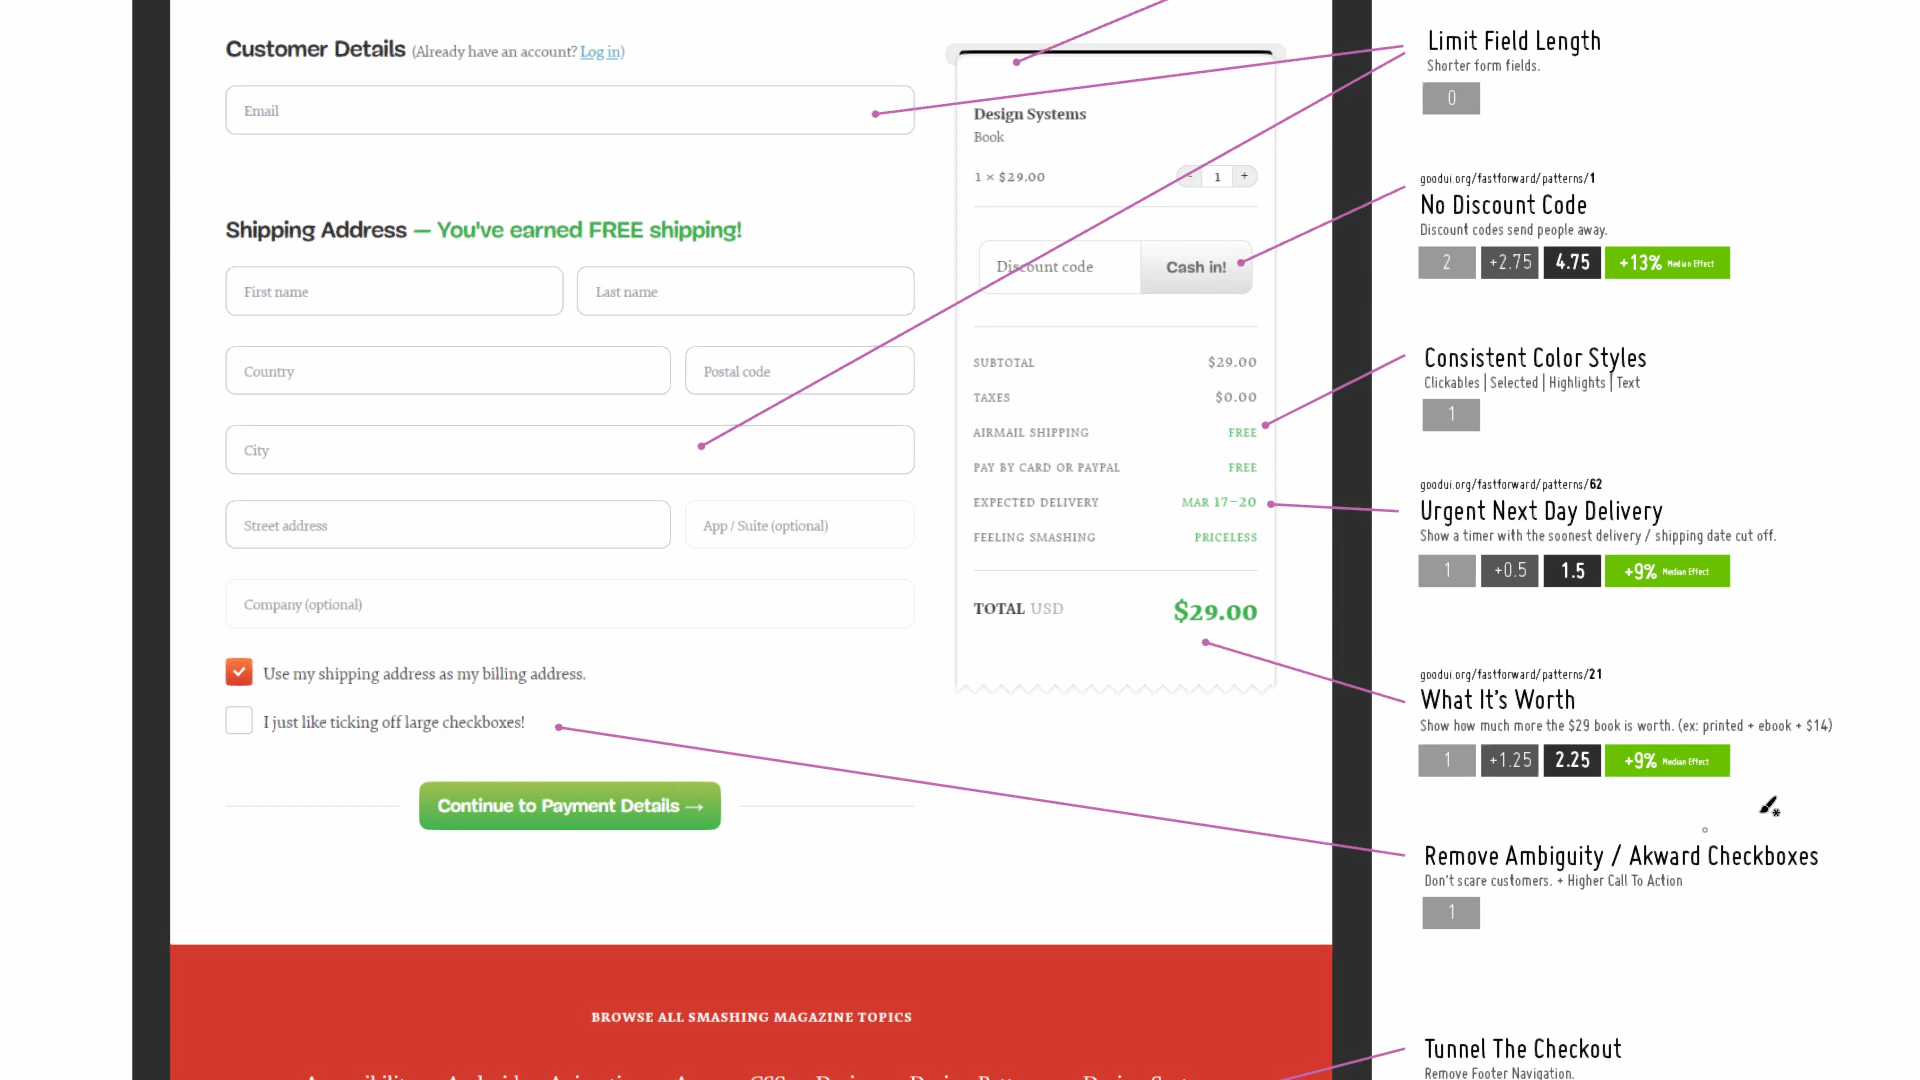 Customer Details (Already have an account? Log in)
Email
Shipping Address — You've earned FREE shipping!
First name
Last name
Country
Postal code
City
Street address
App / Suite (optional)
Company (optional)
Use my shipping address as my billing address.
I just like ticking off large checkboxes!
Continue to Payment Details →
Design Systems
Book
1 × $29.00
- 1 +
Discount code
Cash in!
SUBTOTAL $29.00
TAXES $0.00
AIRMAIL SHIPPING FREE
PAY BY CARD OR PAYPAL FREE
EXPECTED DELIVERY MAR 17–20
FEELING SMASHING PRICELESS
TOTAL USD $29.00
BROWSE ALL SMASHING MAGAZINE TOPICS
Limit Field Length
Shorter form fields.
0
goodui.org/fastforward/patterns/1
No Discount Code
Discount codes send people away.
2 +2.75 4.75 +13% Median Effect
Consistent Color Styles
Clickables | Selected | Highlights | Text
1
goodui.org/fastforward/patterns/62
Urgent Next Day Delivery
Show a timer with the soonest delivery / shipping date cut off.
1 +0.5 1.5 +9% Median Effect
goodui.org/fastforward/patterns/21
What It's Worth
Show how much more the $29 book is worth. (ex: printed + ebook + $14)
1 +1.25 2.25 +9% Median Effect
Remove Ambiguity / Akward Checkboxes
Don't scare customers. + Higher Call To Action
1
Tunnel The Checkout
Remove Footer Navigation.